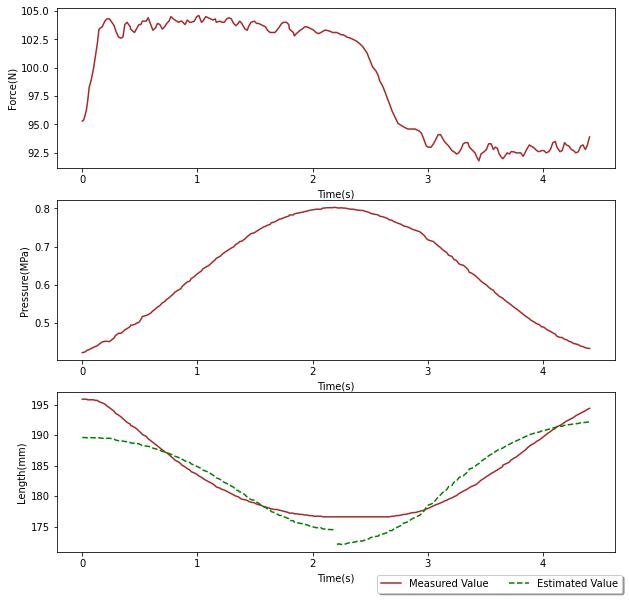 105.0
102.5
100.0
97.5
95.0
92.5
Force(N)
0 1 2 3 4
Time(s)
0.8
0.7
0.6
0.5
Pressure(MPa)
0 1 2 3 4
Time(s)
195
190
185
180
175
Length(mm)
0 1 2 3 4
Time(s)
Measured Value Estimated Value